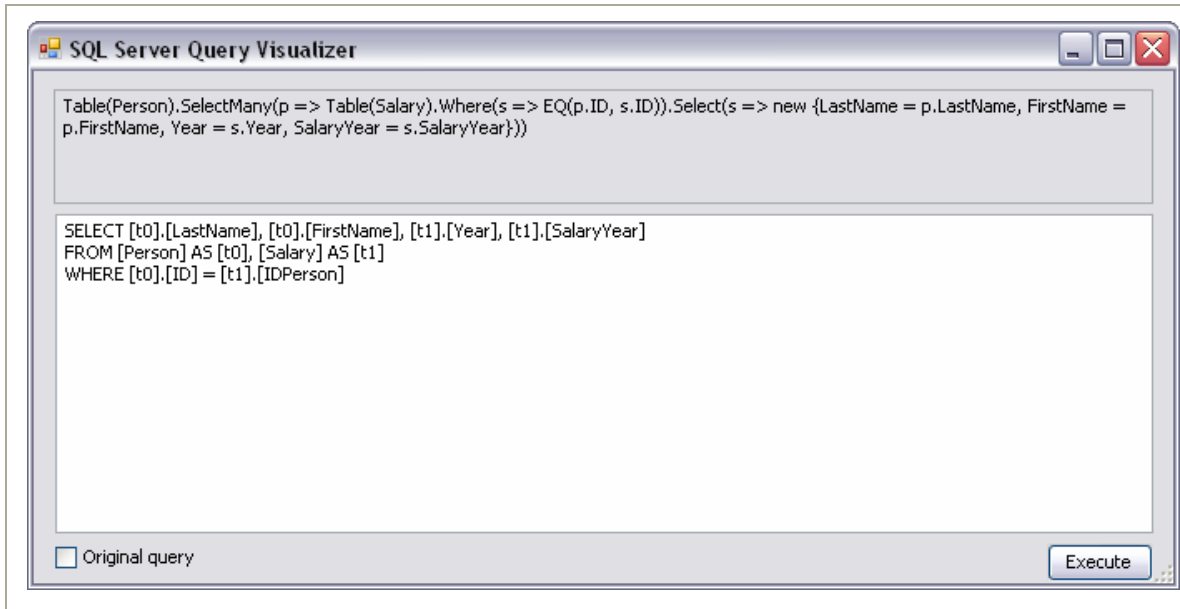 SQL Server Query Visualizer
Table(Person).SelectMany(p => Table(Salary).Where(s => EQ(p.ID, s.ID)).Select(s => new {LastName = p.LastName, FirstName =
p.FirstName, Year = s.Year, SalaryYear = s.SalaryYear}))
SELECT [t0].[LastName], [t0].[FirstName], [t1].[Year], [t1].[SalaryYear]
FROM [Person] AS [t0], [Salary] AS [t1]
WHERE [t0].[ID] = [t1].[IDPerson]
Original query
Execute